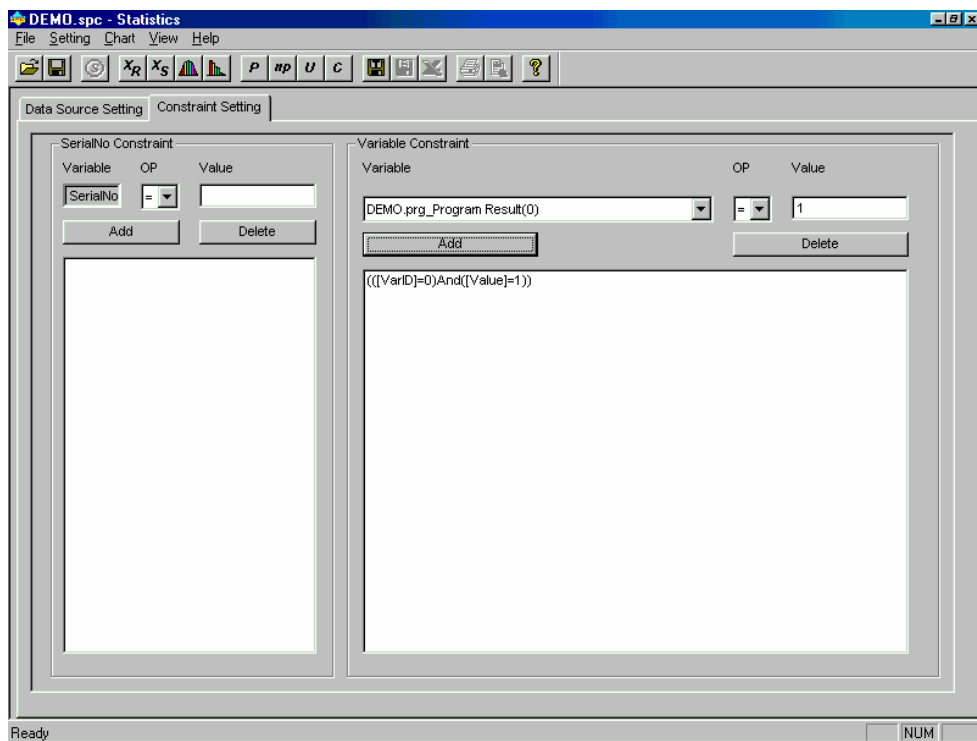 DEMO.spc - Statistics
File Setting Chart View Help
XR XS P np U C ?
Data Source Setting Constraint Setting
SerialNo Constraint
Variable OP Value
SerialNo =
Add Delete
Variable Constraint
Variable OP Value
DEMO.prg_Program Result(0) = 1
Add Delete
(([VarID]=0)And([Value]=1))
Ready NUM